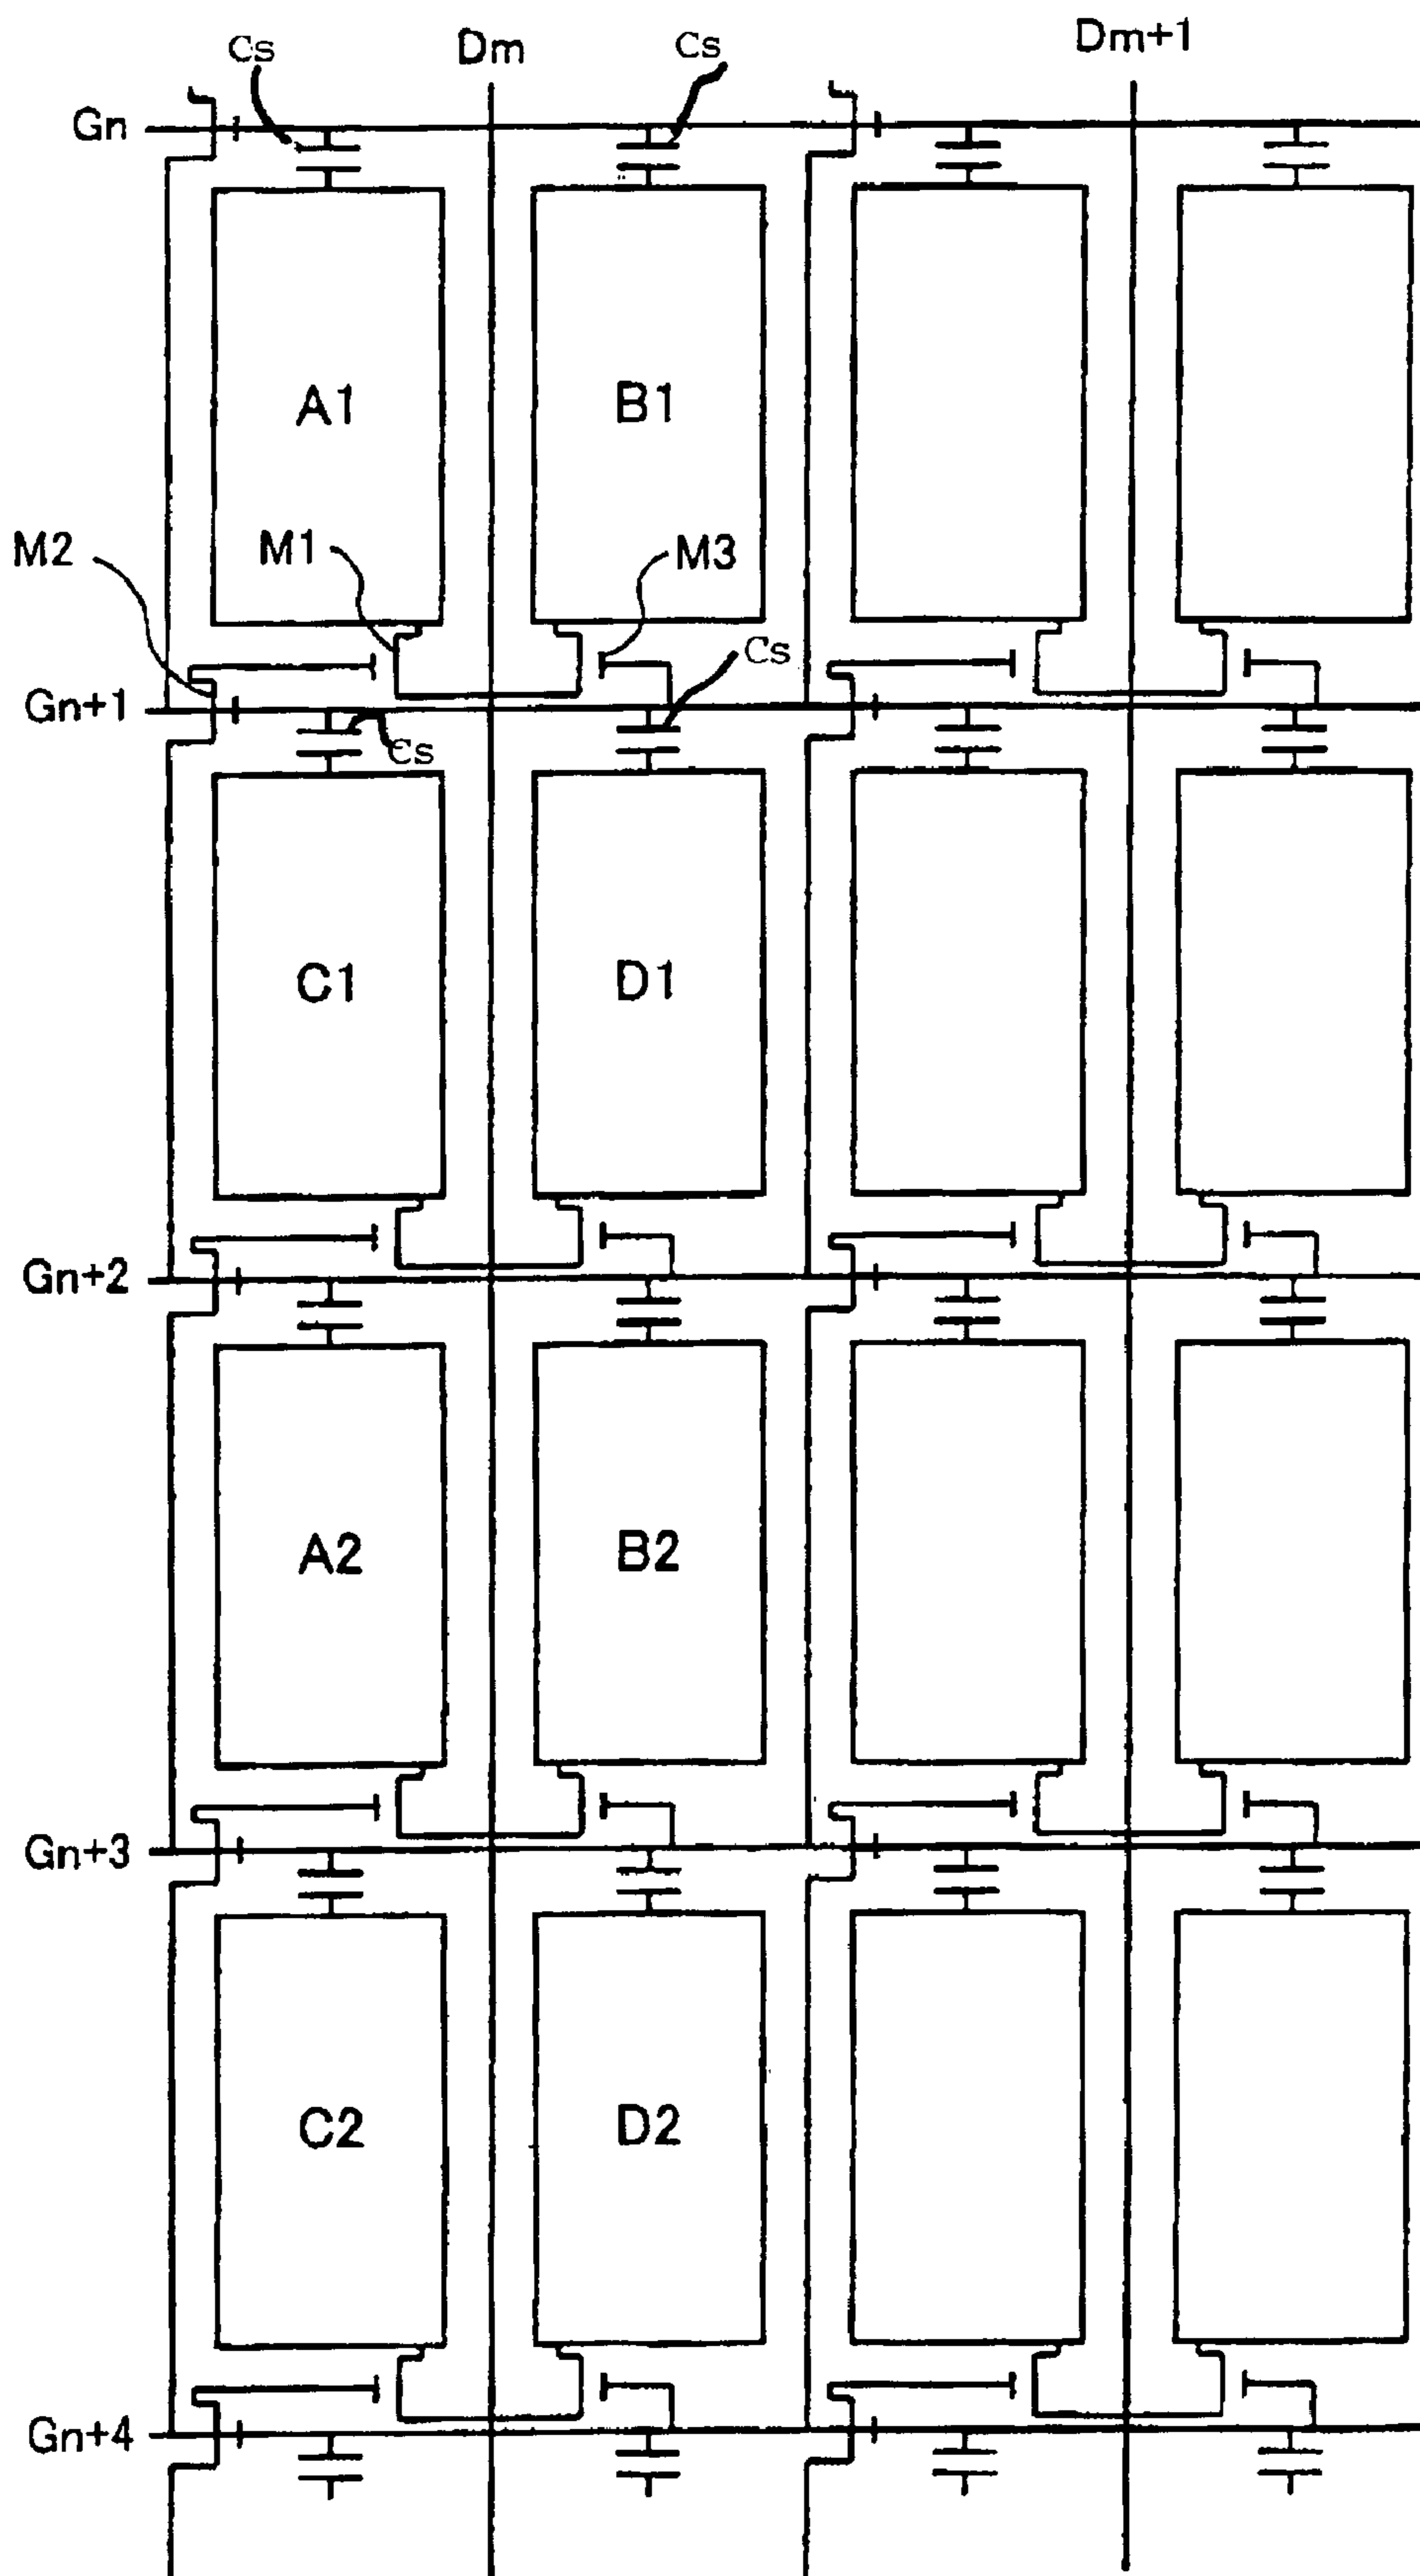 Cs Dm Cs Dm+1
Gn
A1 B1
M2 M1 M3
Cs
Gn+1
Cs
C1 D1
Gn+2
A2 B2
Gn+3
C2 D2
Gn+4